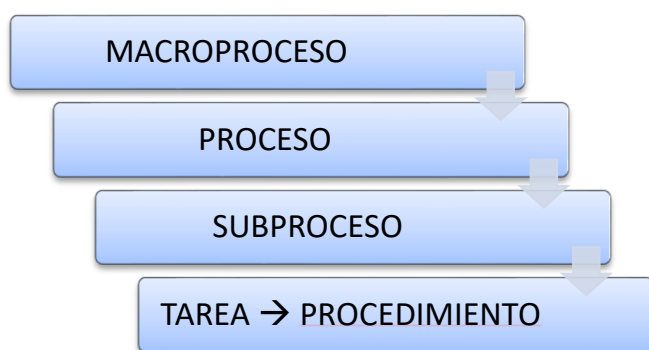 MACROPROCESO
PROCESO
SUBPROCESO
TAREA → PROCEDIMIENTO